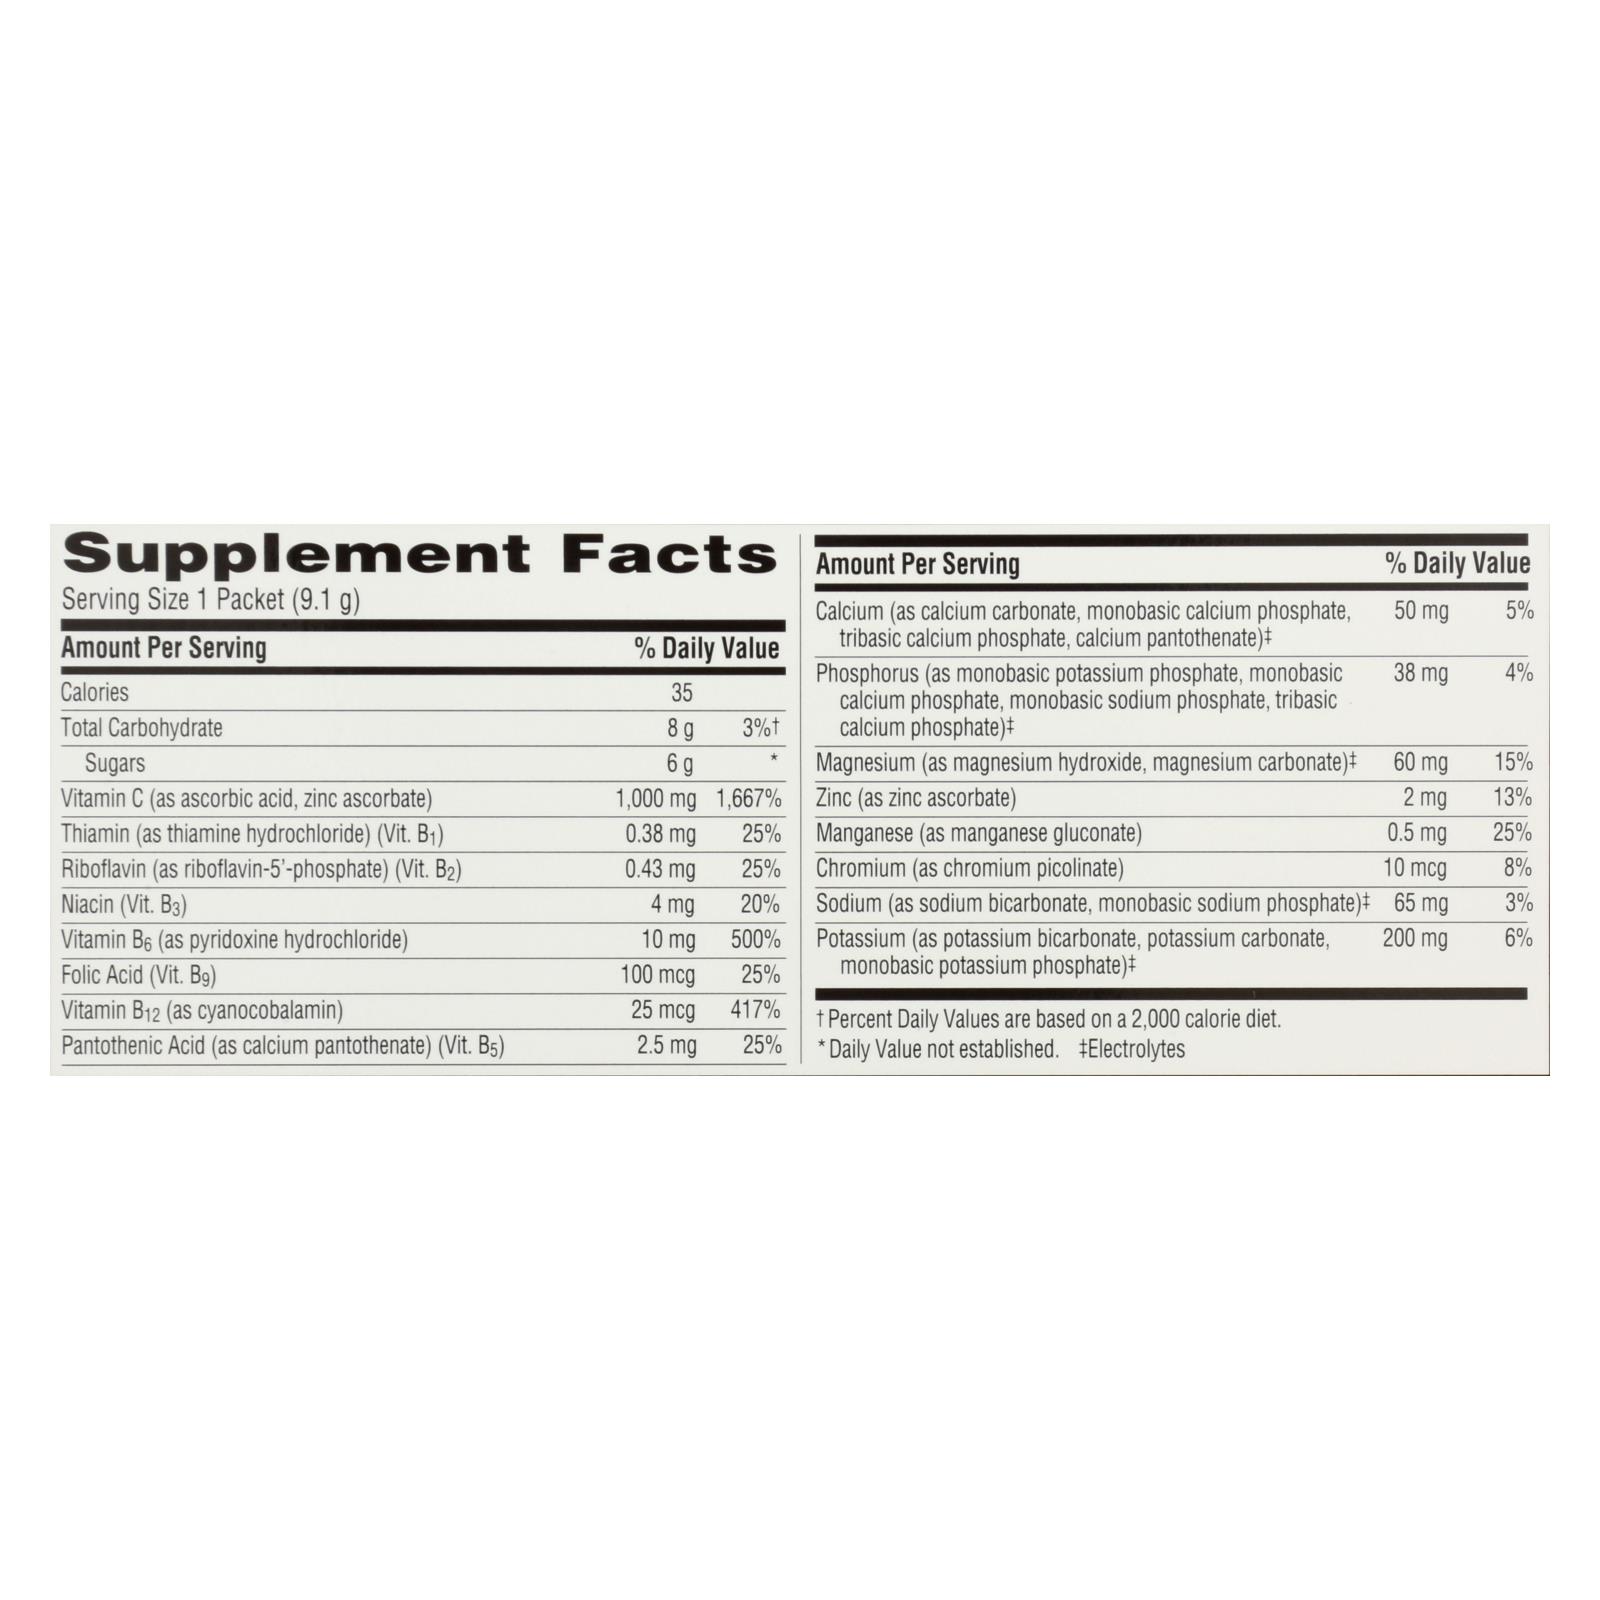 Supplement Facts
Serving Size 1 Packet (9.1 g)
Amount Per Serving % Daily Value
Calories 35
Total Carbohydrate 8 g 3%†
Sugars 6 g *
Vitamin C (as ascorbic acid, zinc ascorbate) 1,000 mg 1,667%
Thiamin (as thiamine hydrochloride) (Vit. B1) 0.38 mg 25%
Riboflavin (as riboflavin-5'-phosphate) (Vit. B2) 0.43 mg 25%
Niacin (Vit. B3) 4 mg 20%
Vitamin B6 (as pyridoxine hydrochloride) 10 mg 500%
Folic Acid (Vit. B9) 100 mcg 25%
Vitamin B12 (as cyanocobalamin) 25 mcg 417%
Pantothenic Acid (as calcium pantothenate) (Vit. B5) 2.5 mg 25%
Amount Per Serving % Daily Value
Calcium (as calcium carbonate, monobasic calcium phosphate, 50 mg 5%
tribasic calcium phosphate, calcium pantothenate)‡
Phosphorus (as monobasic potassium phosphate, monobasic 38 mg 4%
calcium phosphate, monobasic sodium phosphate, tribasic
calcium phosphate)‡
Magnesium (as magnesium hydroxide, magnesium carbonate)‡ 60 mg 15%
Zinc (as zinc ascorbate) 2 mg 13%
Manganese (as manganese gluconate) 0.5 mg 25%
Chromium (as chromium picolinate) 10 mcg 8%
Sodium (as sodium bicarbonate, monobasic sodium phosphate)‡ 65 mg 3%
Potassium (as potassium bicarbonate, potassium carbonate, 200 mg 6%
monobasic potassium phosphate)‡
† Percent Daily Values are based on a 2,000 calorie diet.
* Daily Value not established. ‡Electrolytes